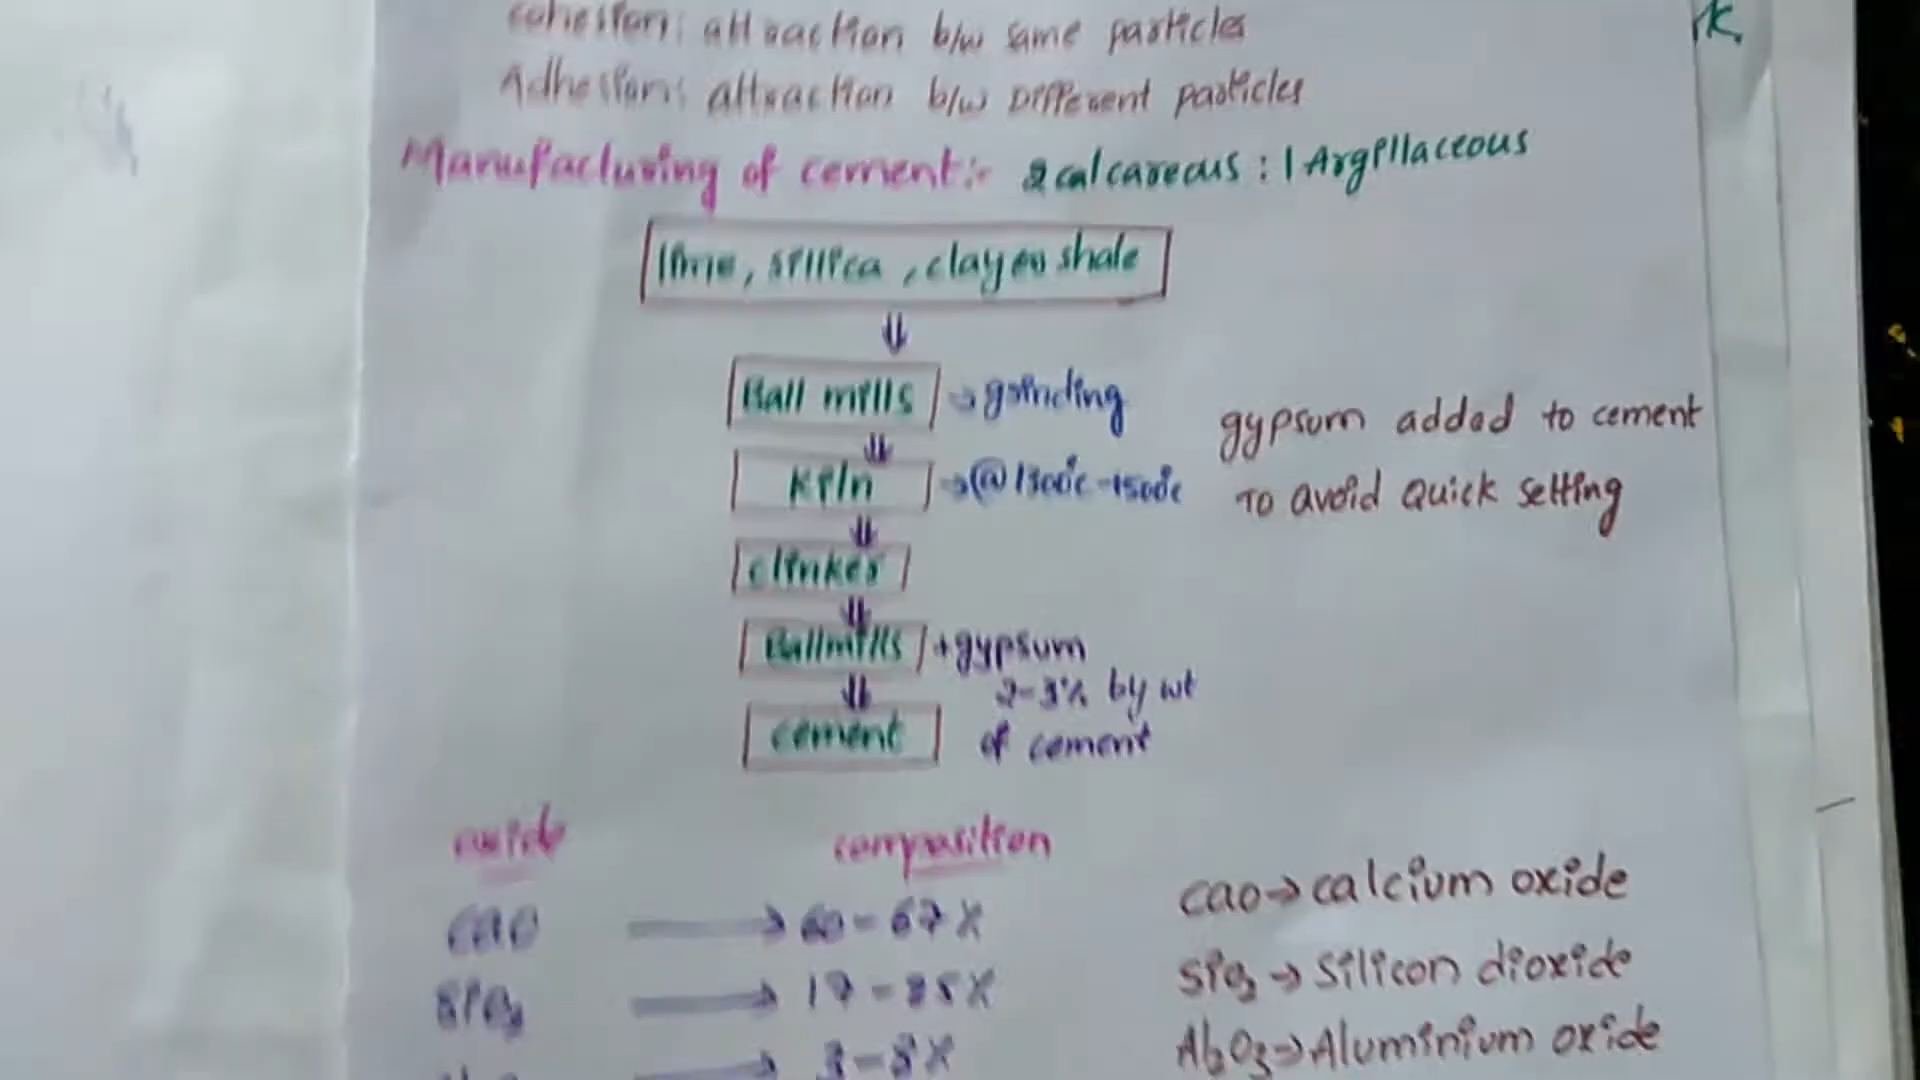 cohesion: attraction b/w same particles
Adhesion: attraction b/w Different particles
Manufacturing of cement:- 2 calcareous : 1 Argillaceous
lime, sillica, clay or shale
⇓
Ball mills → grinding
⇓
Kiln → @ 1300°c - 1500°c
⇓
clinker
⇓
Ballmills + gypsum
2-3% by wt
of cement
⇓
cement
gypsum added to cement
To avoid Quick setting
oxide composition
cao → 60-67%
sio2 → 17-25%
→ 3-8%
cao → calcium oxide
sio2 → silicon dioxide
Al2O3 → Aluminium oxide